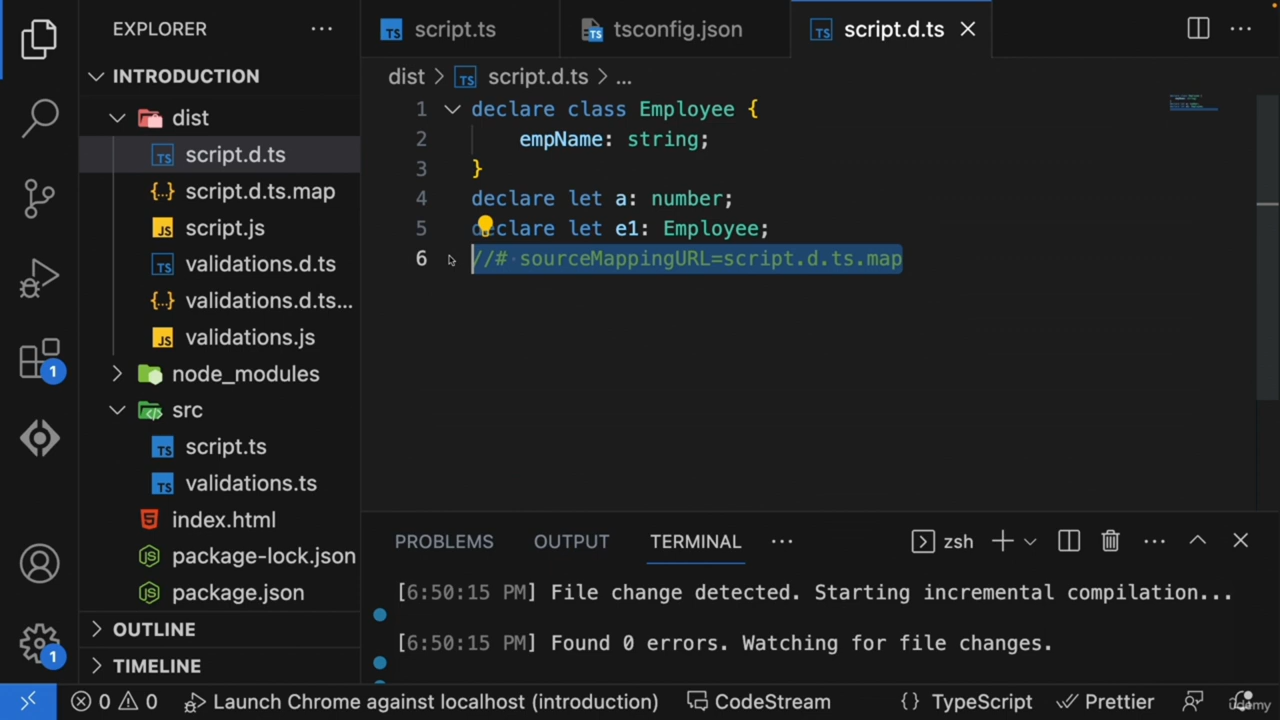 EXPLORER
script.ts
tsconfig.json
script.d.ts
INTRODUCTION
dist > script.d.ts > ...
dist
script.d.ts
script.d.ts.map
script.js
validations.d.ts
validations.d.ts...
validations.js
node_modules
src
script.ts
validations.ts
index.html
package-lock.json
package.json
OUTLINE
TIMELINE
1 declare class Employee {
2 empName: string;
3 }
4 declare let a: number;
5 declare let e1: Employee;
6 //# sourceMappingURL=script.d.ts.map
PROBLEMS OUTPUT TERMINAL ... zsh
[6:50:15 PM] File change detected. Starting incremental compilation...
[6:50:15 PM] Found 0 errors. Watching for file changes.
1
1
0 0 Launch Chrome against localhost (introduction) CodeStream {} TypeScript Prettier
udemy